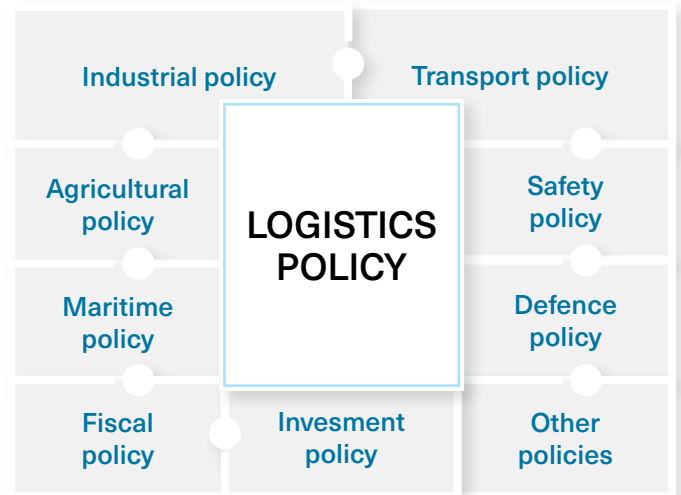 Industrial policy
Transport policy
Agricultural
policy
LOGISTICS
POLICY
Safety
policy
Maritime
policy
Defence
policy
Fiscal
policy
Invesment
policy
Other
policies